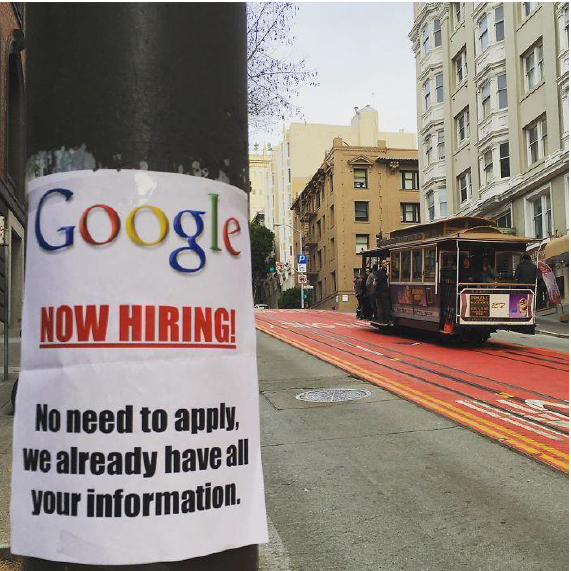 Google
NOW HIRING!
No need to apply,
we already have all
your information.
P